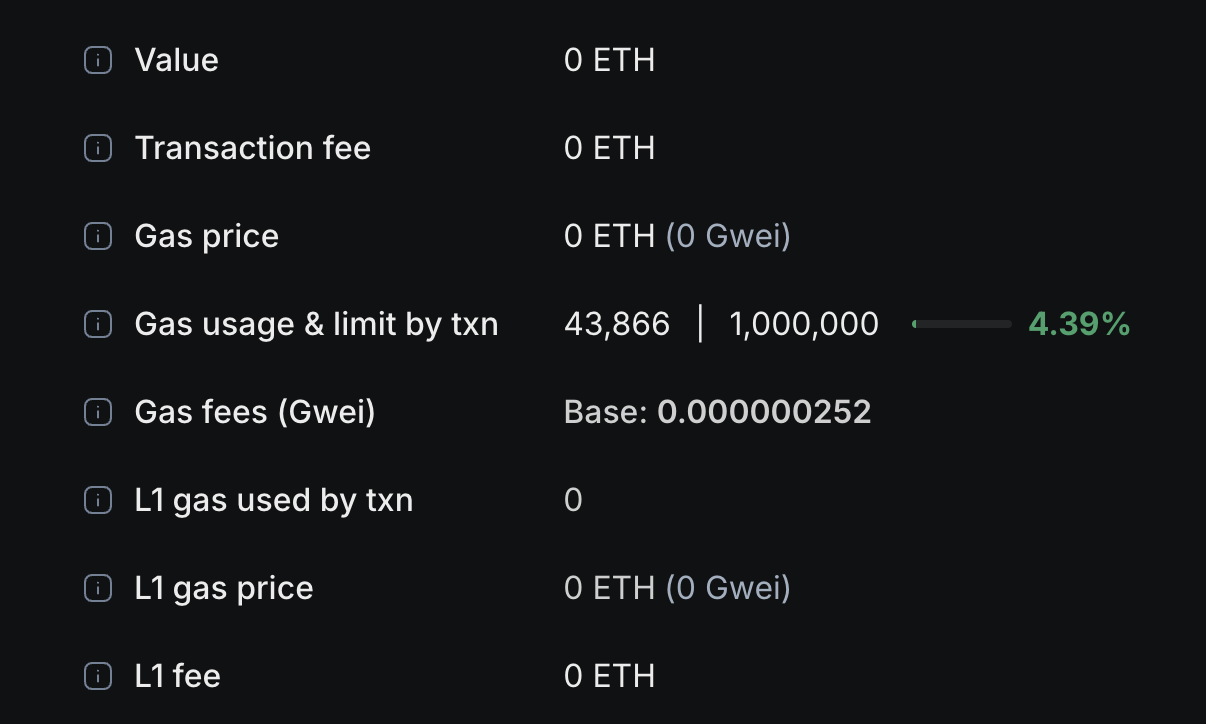 Value 0 ETH
Transaction fee 0 ETH
Gas price 0 ETH (0 Gwei)
Gas usage & limit by txn 43,866 | 1,000,000 4.39%
Gas fees (Gwei) Base: 0.000000252
L1 gas used by txn 0
L1 gas price 0 ETH (0 Gwei)
L1 fee 0 ETH